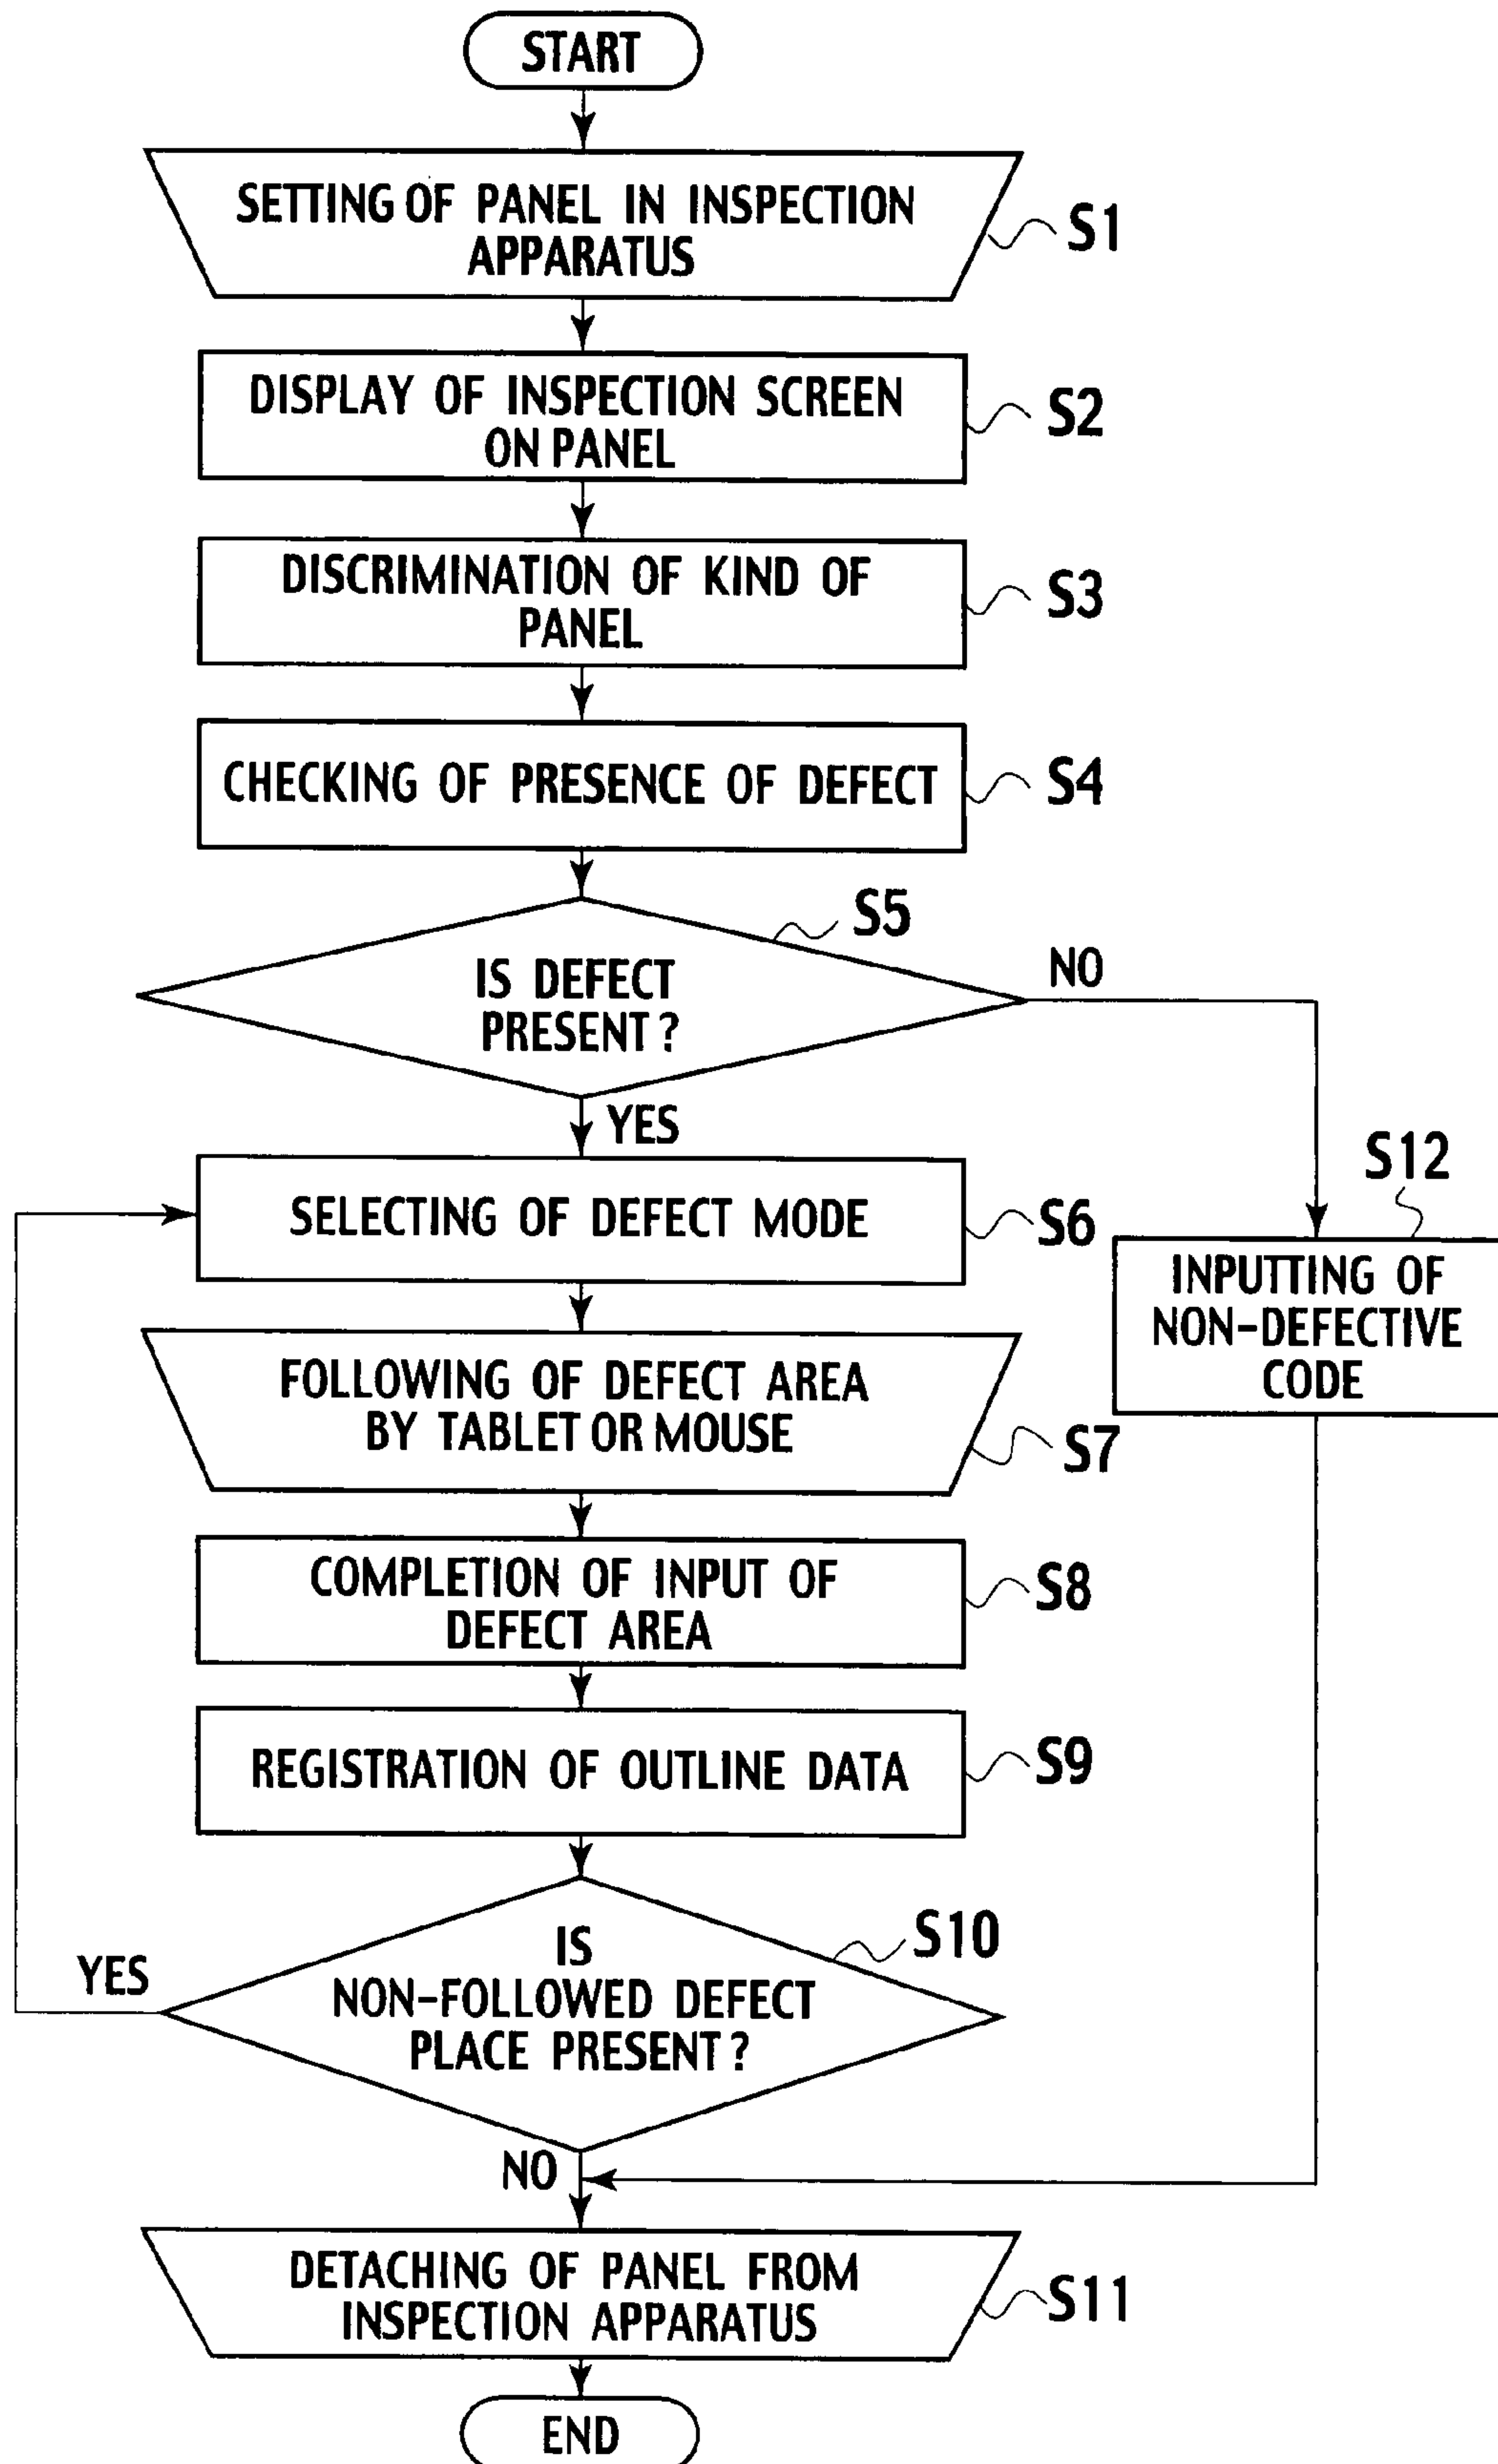 START
SETTING OF PANEL IN INSPECTION
APPARATUS
S1
DISPLAY OF INSPECTION SCREEN
ON PANEL
S2
DISCRIMINATION OF KIND OF
PANEL
S3
CHECKING OF PRESENCE OF DEFECT
S4
S5
IS DEFECT
PRESENT?
NO
YES
SELECTING OF DEFECT MODE
S6
S12
INPUTTING OF
NON-DEFECTIVE
CODE
FOLLOWING OF DEFECT AREA
BY TABLET OR MOUSE
S7
COMPLETION OF INPUT OF
DEFECT AREA
S8
REGISTRATION OF OUTLINE DATA
S9
S10
IS
NON-FOLLOWED DEFECT
PLACE PRESENT?
YES
NO
DETACHING OF PANEL FROM
INSPECTION APPARATUS
S11
END